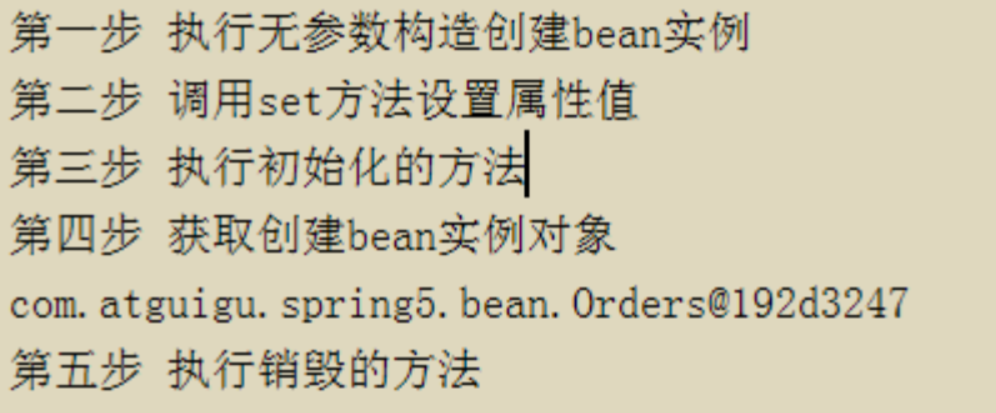 第一步 执行无参数构造创建bean实例
第二步 调用set方法设置属性值
第三步 执行初始化的方法
第四步 获取创建bean实例对象
com.atguigu.spring5.bean.Orders@192d3247
第五步 执行销毁的方法